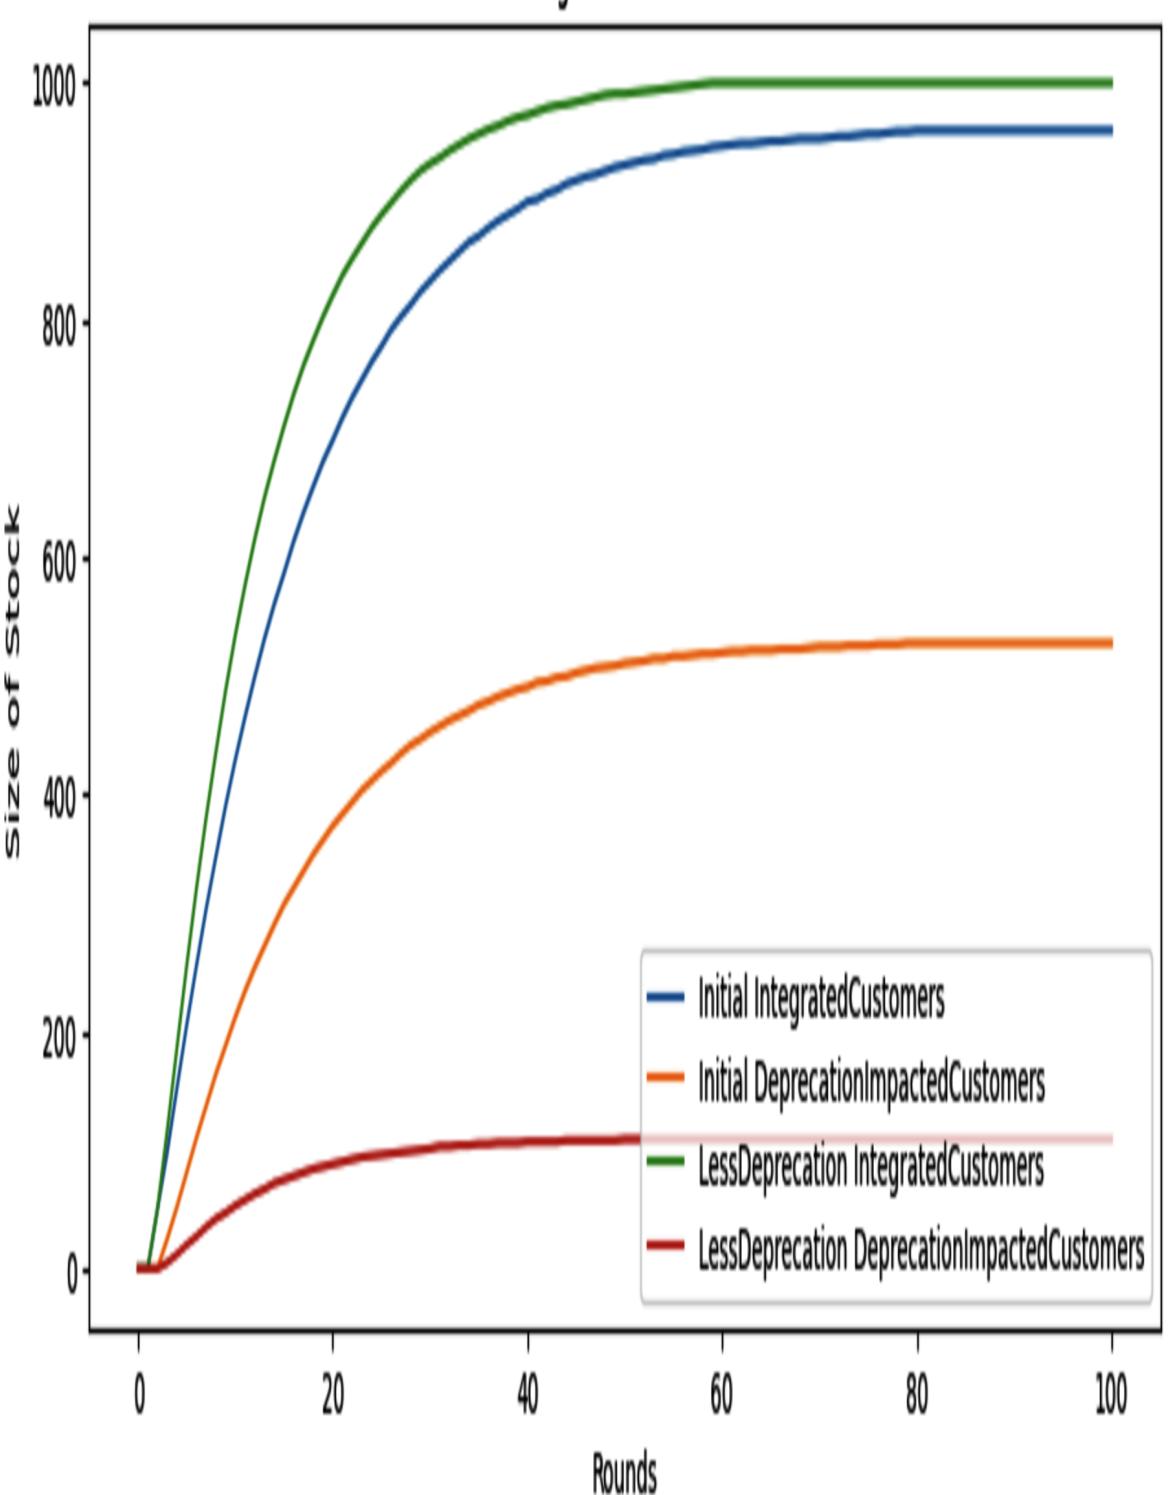 1000
800
600
400
200
0
Size of Stock
Initial IntegratedCustomers
Initial DeprecationImpactedCustomers
LessDeprecation IntegratedCustomers
LessDeprecation DeprecationImpactedCustomers
0 20 40 60 80 100
Rounds